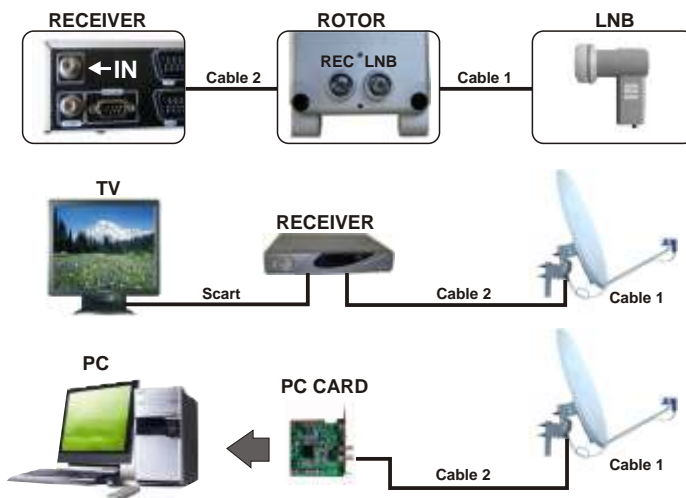 RECEIVER
ROTOR
LNB
IN
Cable 2
REC LNB
Cable 1
TV
RECEIVER
Scart
Cable 2
Cable 1
PC
PC CARD
Cable 2
Cable 1